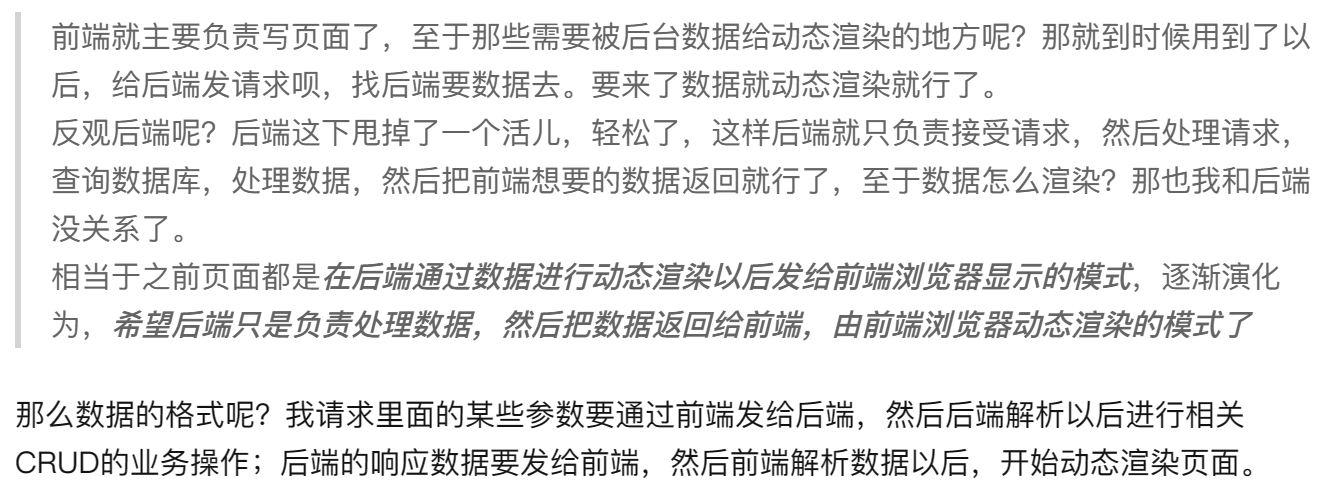 前端就主要负责写页面了，至于那些需要被后台数据给动态渲染的地方呢？那就到时候用到了以
后，给后端发请求呗，找后端要数据去。要来了数据就动态渲染就行了。
反观后端呢？后端这下甩掉了一个活儿，轻松了，这样后端就只负责接受请求，然后处理请求，
查询数据库，处理数据，然后把前端想要的数据返回就行了，至于数据怎么渲染？那也我和后端
没关系了。
相当于之前页面都是在后端通过数据进行动态渲染以后发给前端浏览器显示的模式，逐渐演化
为，希望后端只是负责处理数据，然后把数据返回给前端，由前端浏览器动态渲染的模式了
那么数据的格式呢？我请求里面的某些参数要通过前端发给后端，然后后端解析以后进行相关
CRUD的业务操作；后端的响应数据要发给前端，然后前端解析数据以后，开始动态渲染页面。